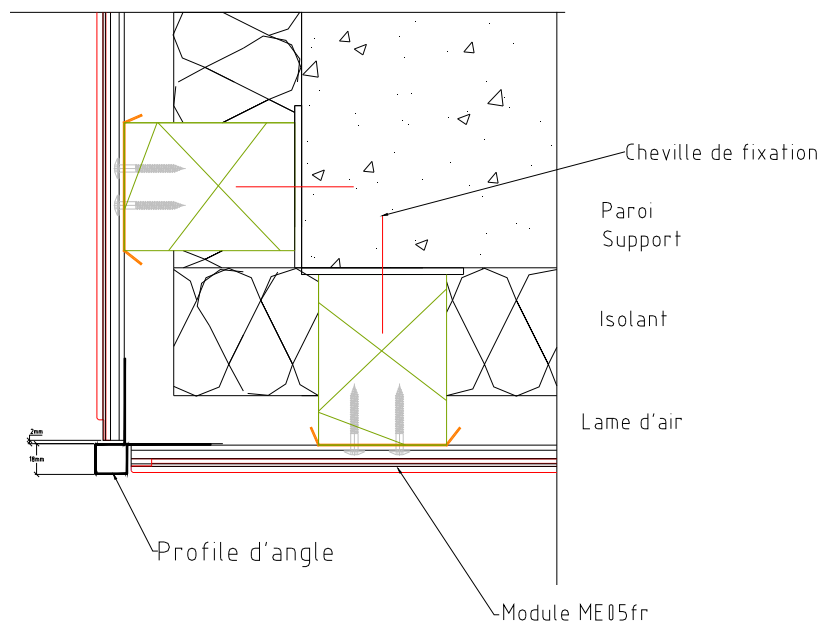 Cheville de fixation
Paroi
Support
Isolant
Lame d'air
2mm
18mm
Profile d'angle
Module ME05fr